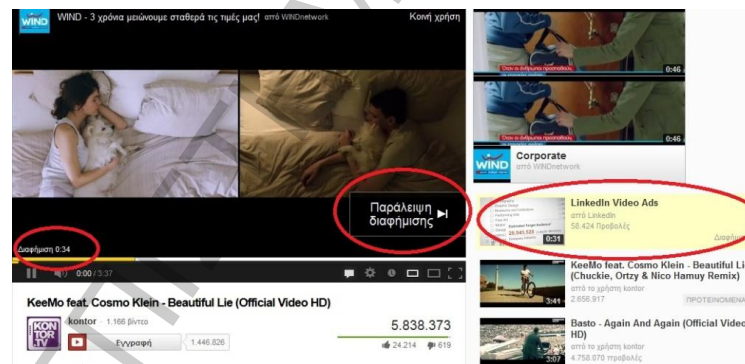 WIND
WIND - 3 χρόνια μειώνουμε σταθερά τις τιμές μας! από WINDnetwork
Κοινή χρήση
Παράλειψη
διαφήμισης
Διαφήμιση 0:34
0:00 / 3:37
KeeMo feat. Cosmo Klein - Beautiful Lie (Official Video HD)
KON
TOR
TV
kontor · 1.166 βίντεο
Εγγραφή
1.446.826
5.838.373
24.214
619
0:46
0:46
WIND
Corporate
από WINDnetwork
LinkedIn Video Ads
από LinkedIn
58.424 Προβολές
0:31
KeeMo feat. Cosmo Klein - Beautiful Lie
(Chuckie, Ortzy & Nico Hamuy Remix)
από το χρήστη kontor
2.656.917
3:41
Basto - Again And Again (Official Video
HD)
από το χρήστη kontor
4.758.070 προβολές
3:07